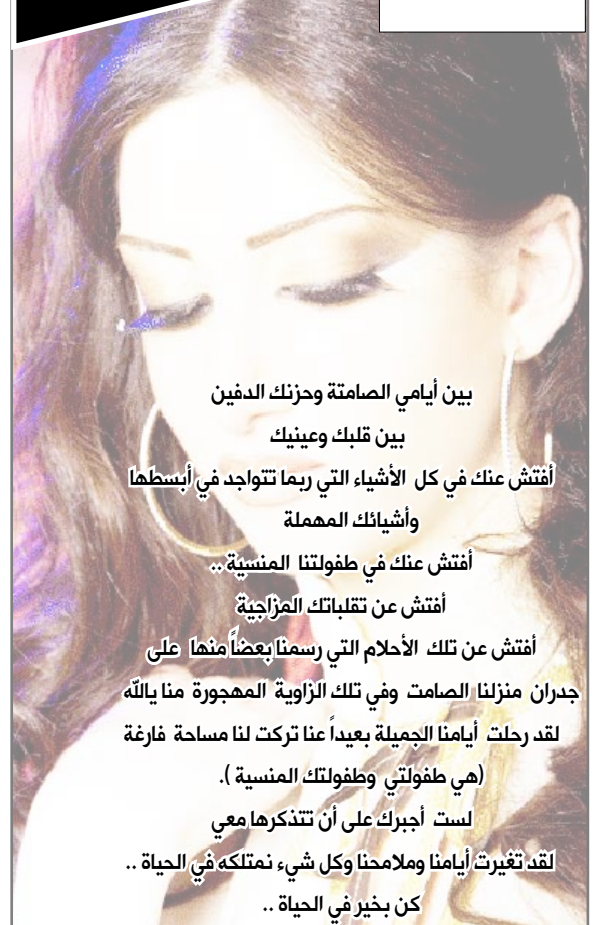 بين أيامي الصامتة وحزنك الدفين
بين قلبك وعينيك
أفتش عنك في كل الأشياء التي ربما تتواجد في أبسطها
وأشيائك المهملة
أفتش عنك في طفولتنا المنسية ..
أفتش عن تقلباتك المزاجية
أفتش عن تلك الأحلام التي رسمنا بعضاً منها على
جدران منزلنا الصامت وفي تلك الزاوية المهجورة منا يالله
لقد رحلت أيامنا الجميلة بعيداً عنا تركت لنا مساحة فارغة
(هي طفولتي وطفولتك المنسية ).
لست أجبرك على أن تتذكرها معي
لقد تغيرت أيامنا وملامحنا وكل شيء نمتلكه في الحياة ..
كن بخير في الحياة ..